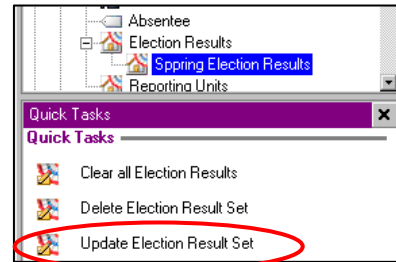 Absentee
Election Results
Sppring Election Results
Reporting Units
Quick Tasks
Quick Tasks
Clear all Election Results
Delete Election Result Set
Update Election Result Set